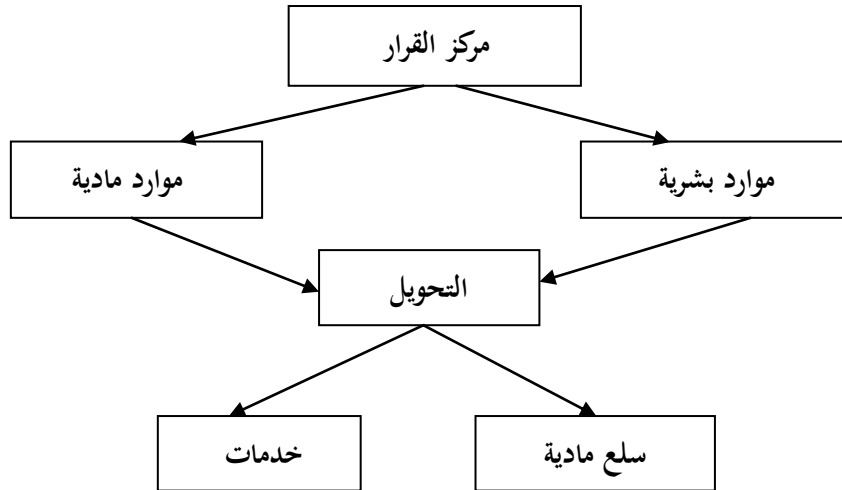 مركز القرار
موارد بشرية
موارد مادية
التحويل
سلع مادية
خدمات